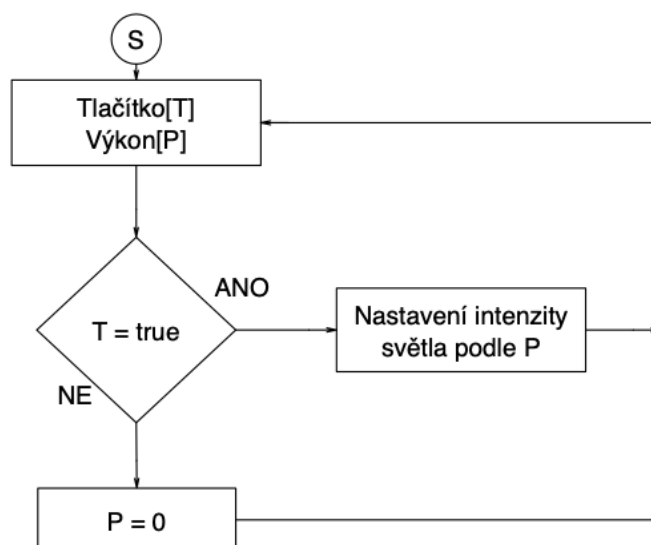 S
Tlačítko[T]
Výkon[P]
ANO
T = true
Nastavení intenzity
světla podle P
NE
P = 0